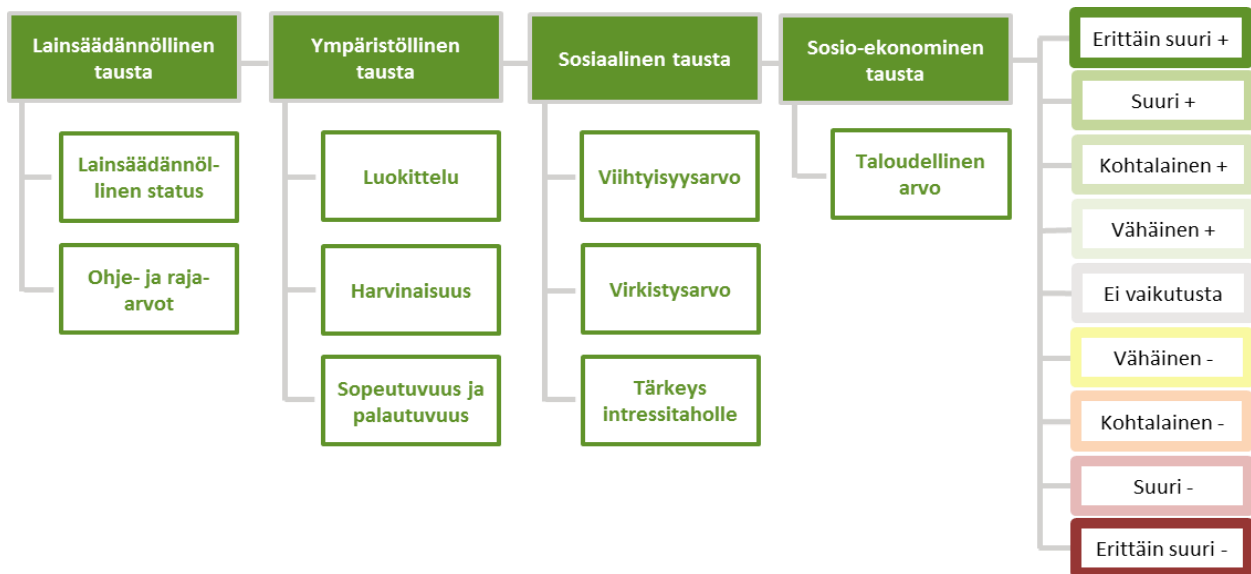 Lainsäädännöllinen
tausta
Lainsäädännöl-
linen status
Ohje- ja raja-
arvot
Ympäristöllinen
tausta
Luokittelu
Harvinaisuus
Sopeutuvuus ja
palautuvuus
Sosiaalinen tausta
Viihtyisyysarvo
Virkistysarvo
Tärkeys
intressitaholle
Sosio-ekonominen
tausta
Taloudellinen
arvo
Erittäin suuri +
Suuri +
Kohtalainen +
Vähäinen +
Ei vaikutusta
Vähäinen -
Kohtalainen -
Suuri -
Erittäin suuri -